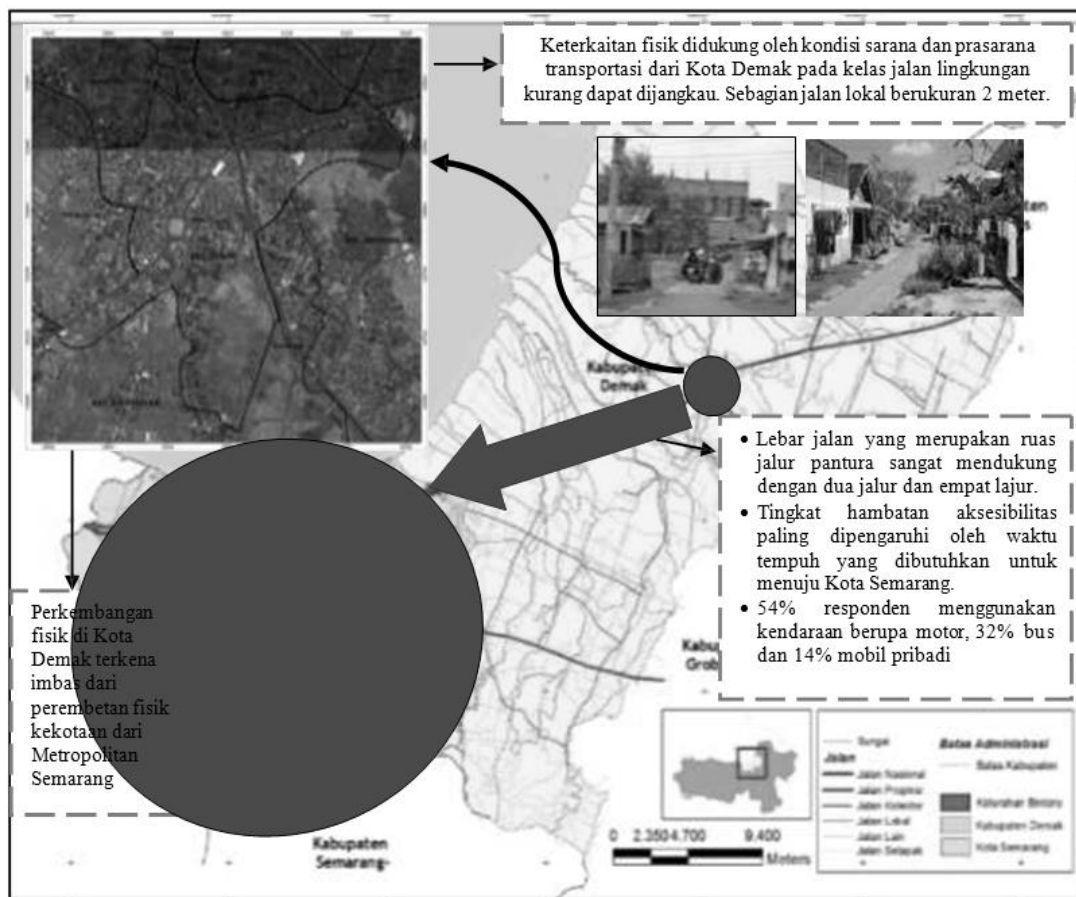 Keterkaitan fisik didukung oleh kondisi sarana dan prasarana
transportasi dari Kota Demak pada kelas jalan lingkungan
kurang dapat dijangkau. Sebagian jalan lokal berukuran 2 meter.
Kabupaten
Demak
• Lebar jalan yang merupakan ruas
jalur pantura sangat mendukung
dengan dua jalur dan empat lajur.
• Tingkat hambatan aksesibilitas
paling dipengaruhi oleh waktu
tempuh yang dibutuhkan untuk
menuju Kota Semarang.
• 54% responden menggunakan
kendaraan berupa motor, 32% bus
dan 14% mobil pribadi
Perkembangan
fisik di Kota
Demak terkena
imbas dari
perembetan fisik
kekotaan dari
Metropolitan
Semarang
Kabupaten
Semarang
0 2.350 4.700 9.400
Meters
Sungai
Jalan
Jalan Nasional
Jalan Propinsi
Jalan Kolektor
Jalan Lokal
Jalan Lain
Jalan Setapak
Batas Administrasi
Batas Kabupaten
Kelurahan Bintoro
Kabupaten Demak
Kota Semarang